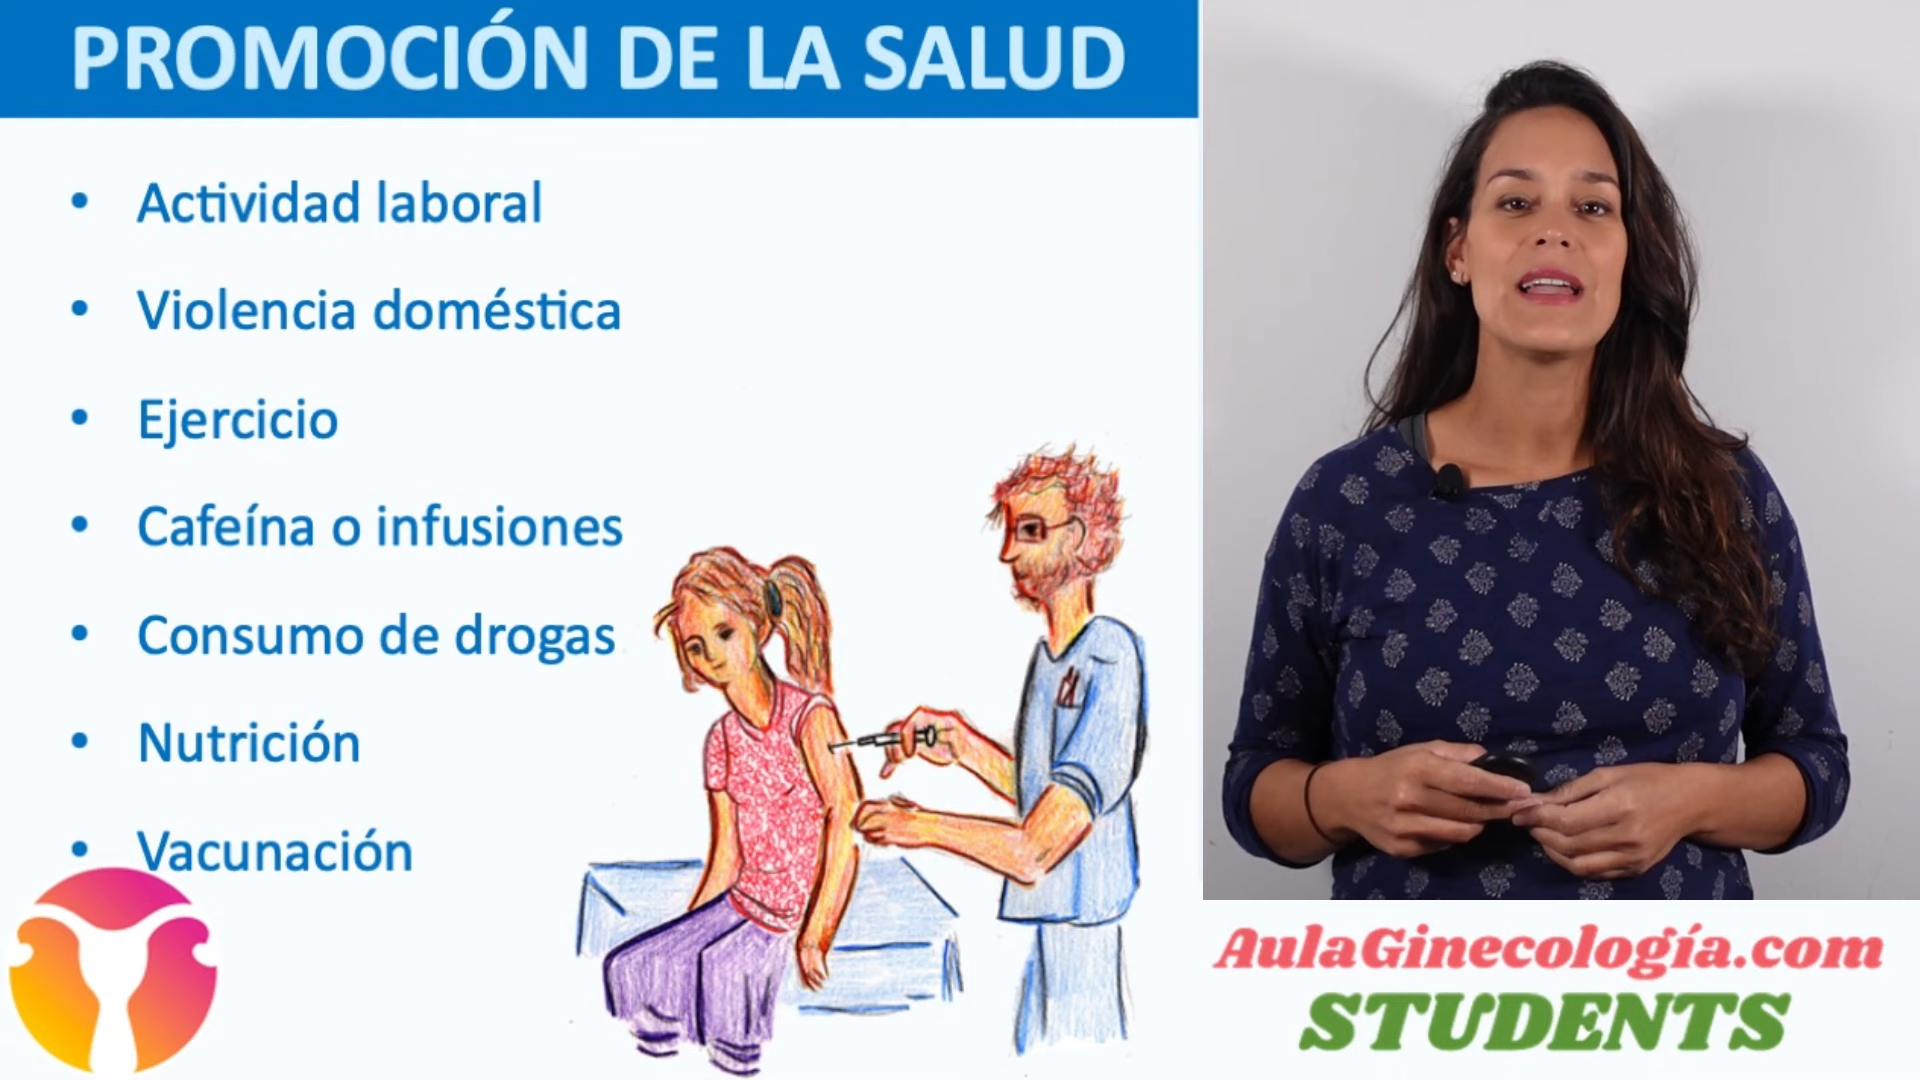 PROMOCIÓN DE LA SALUD
• Actividad laboral
• Violencia doméstica
• Ejercicio
• Cafeína o infusiones
• Consumo de drogas
• Nutrición
• Vacunación
AulaGinecología.com
STUDENTS